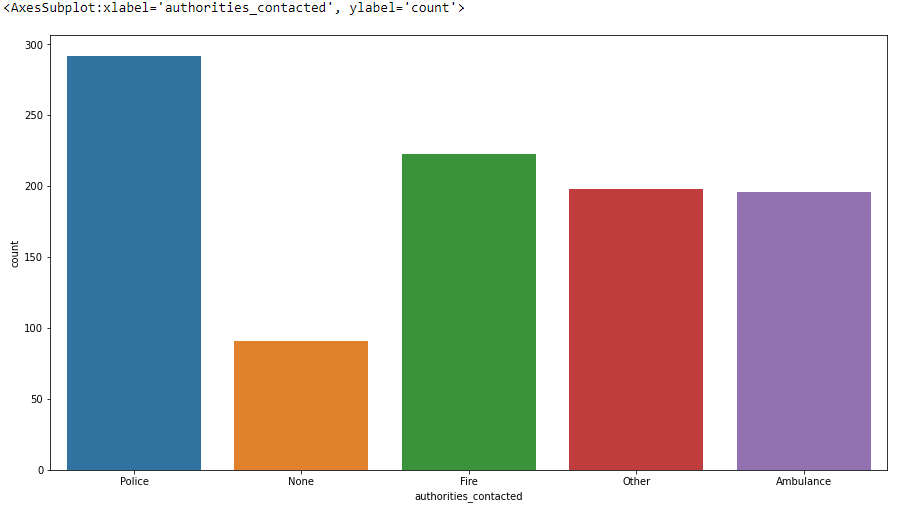 <AxesSubplot:xlabel='authorities_contacted', ylabel='count'>
300
250
200
150
100
50
0
count
Police None Fire Other Ambulance
authorities_contacted